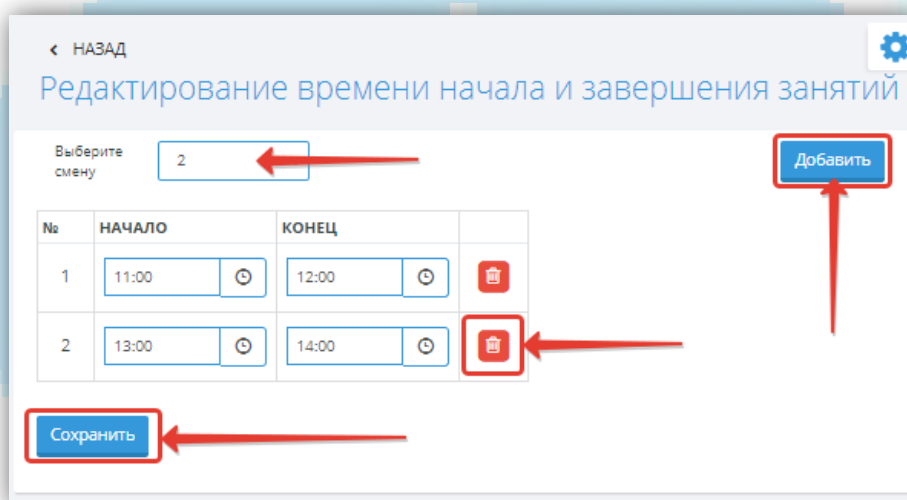 НАЗАД
Редактирование времени начала и завершения занятий
Выберите
смену
2
Добавить
№ НАЧАЛО КОНЕЦ
1 11:00 12:00
2 13:00 14:00
Сохранить